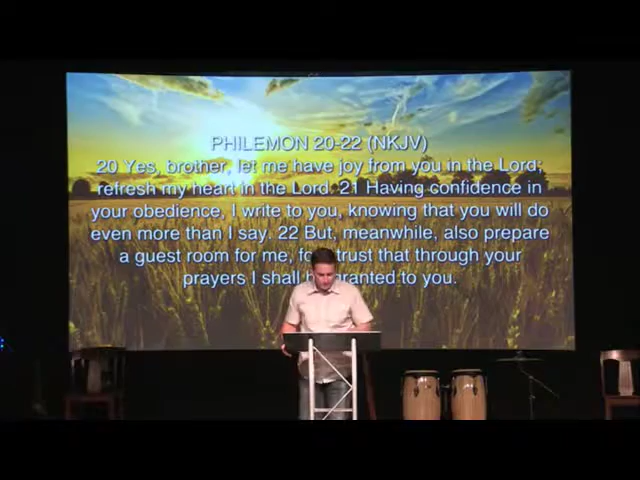 PHILEMON 20-22 (NKJV)
20 Yes, brother, let me have joy from you in the Lord;
refresh my heart in the Lord. 21 Having confidence in
your obedience, I write to you, knowing that you will do
even more than I say. 22 But, meanwhile, also prepare
a guest room for me, trust that through your
prayers I shall granted to you.